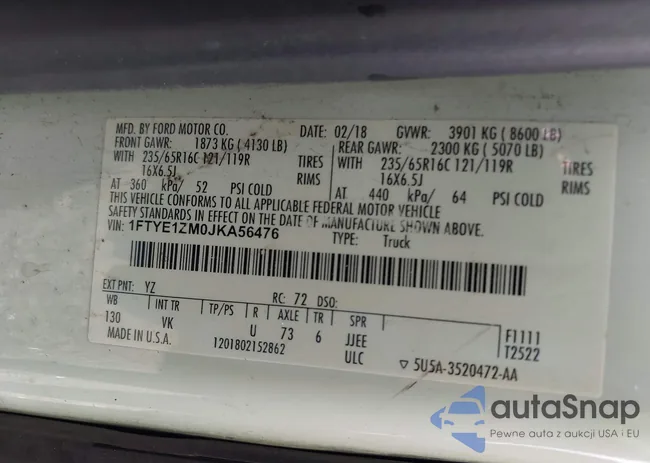 MFD. BY FORD MOTOR CO. DATE: 02/18 GVWR: 3901 KG ( 8600 LB)
FRONT GAWR: 1873 KG ( 4130 LB) REAR GAWR: 2300 KG ( 5070 LB)
WITH 235/65R16C 121/119R TIRES WITH 235/65R16C 121/119R TIRES
16X6.5J RIMS 16X6.5J RIMS
AT 360 kPa/ 52 PSI COLD AT 440 kPa/ 64 PSI COLD
THIS VEHICLE CONFORMS TO ALL APPLICABLE FEDERAL MOTOR VEHICLE
SAFETY STANDARDS IN EFFECT ON THE DATE OF MANUFACTURE SHOWN ABOVE.
VIN: 1FTYE1ZM0JKA56476 TYPE: Truck
EXT PNT: YZ RC: 72 DSO:
WB INT TR TP/PS R AXLE TR SPR F1111
130 VK U 73 6 JJEE T2522
MADE IN U.S.A. 1201802152862 ULC ▽ 5U5A-3520472-AA
autaSnap
Pewne auta z aukcji USA i EU